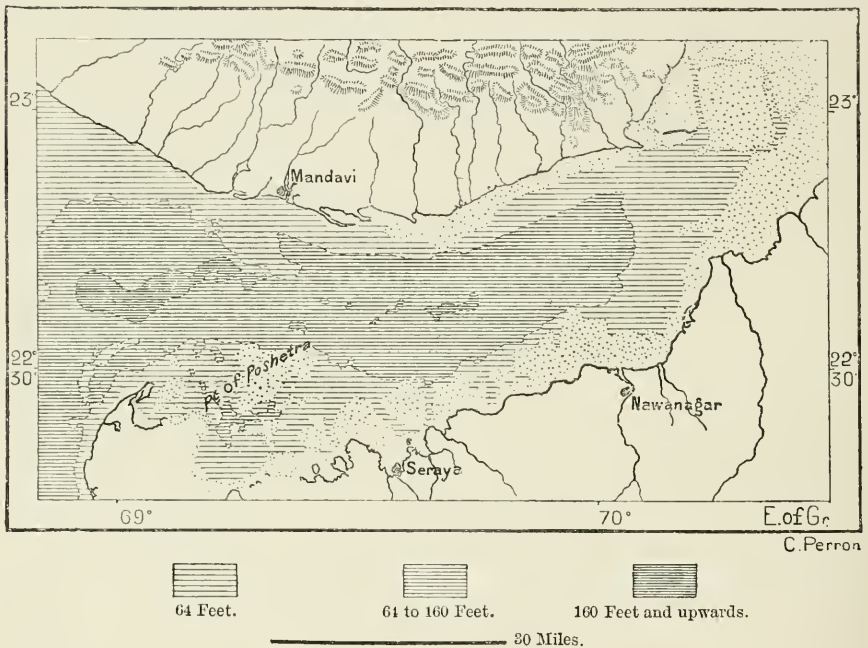 23
23°
Mandavi
22°
30'
22°
30'
Pt of Poshetra
Nawanagar
Seraya
69°
70°
E. of Gr.
C. Perron
64 Feet.
64 to 160 Feet.
160 Feet and upwards.
30 Miles.